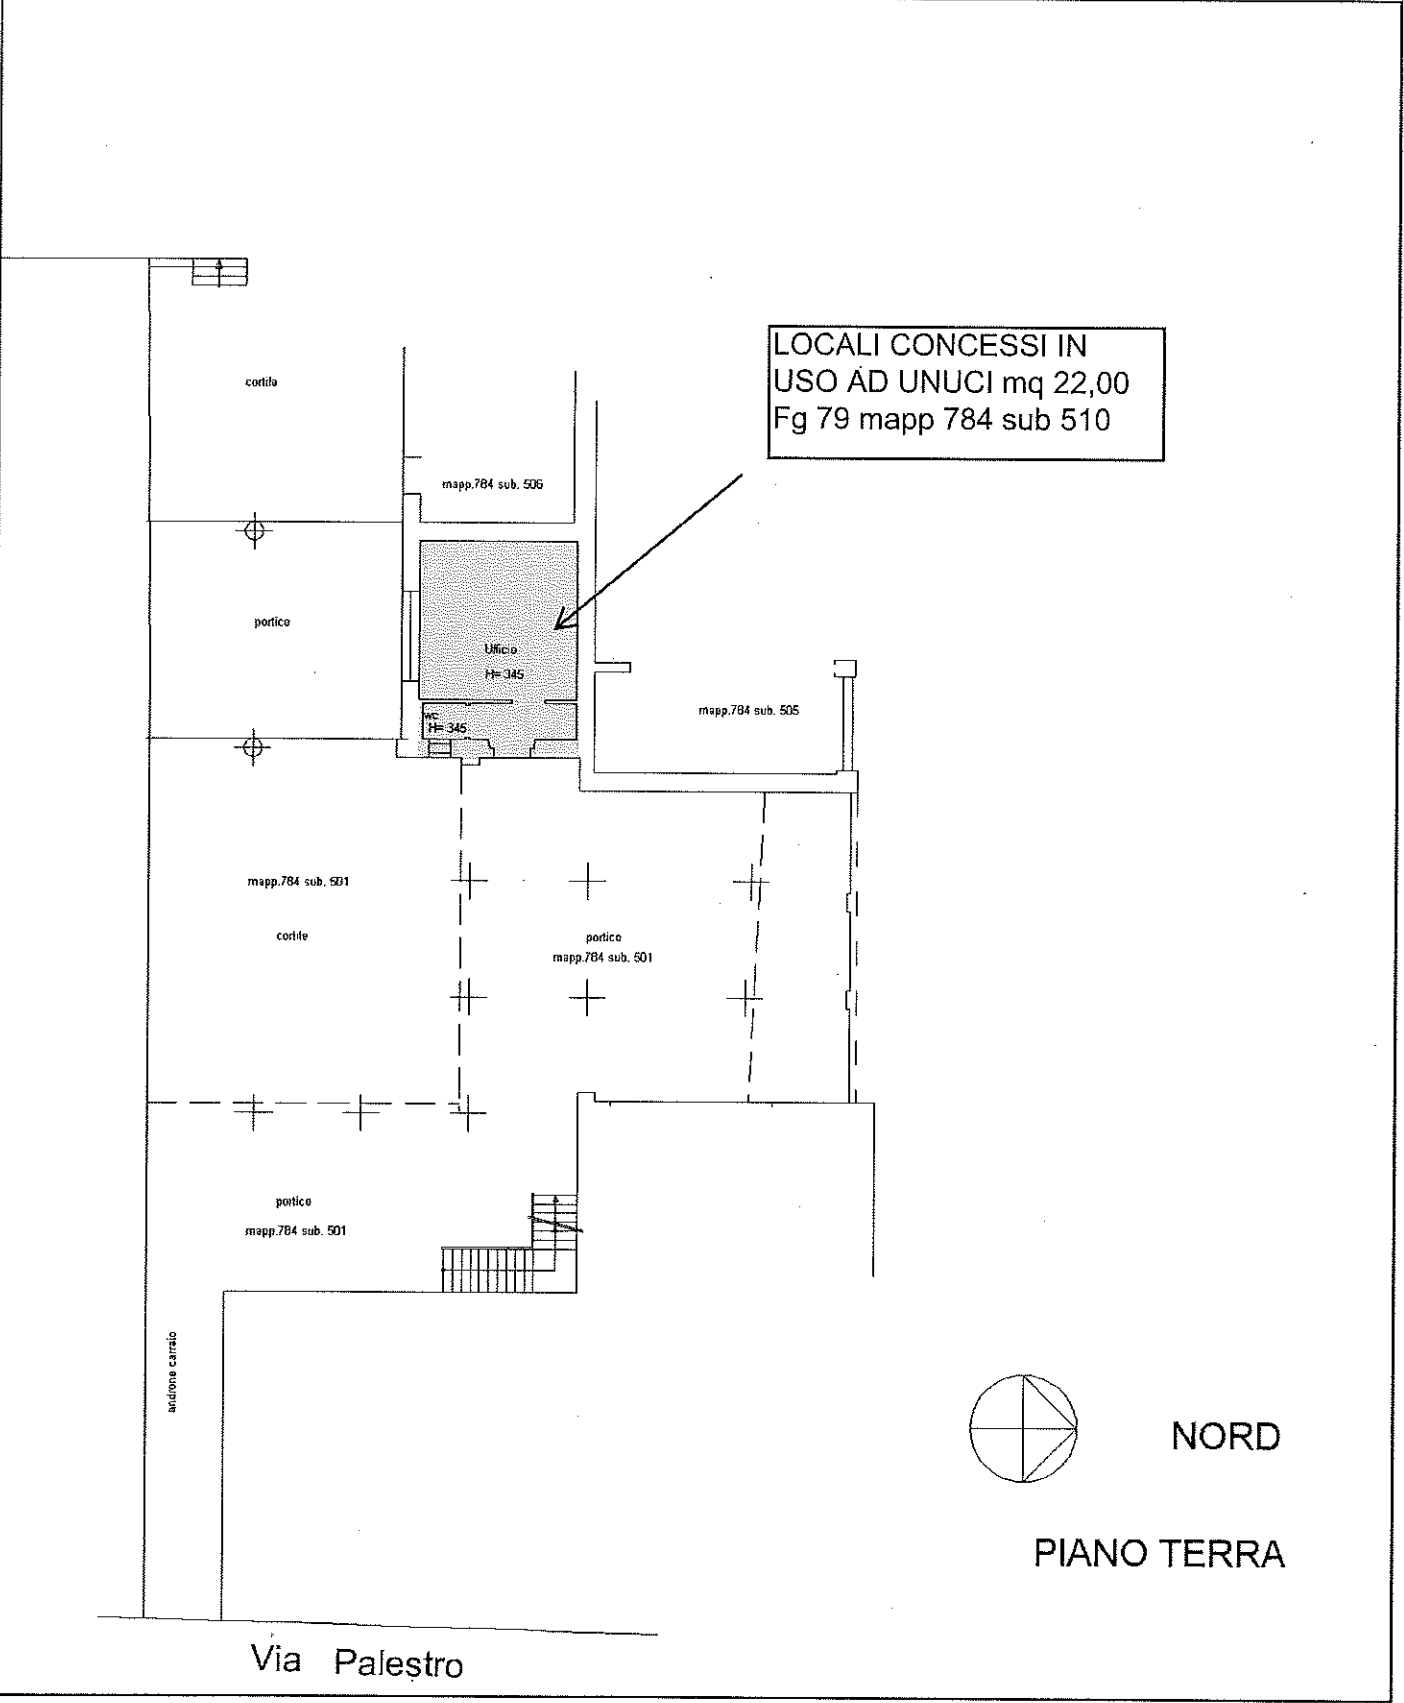 LOCALI CONCESSI IN
USO AD UNUCI mq 22,00
Fg 79 mapp 784 sub 510
cortile
mapp.784 sub. 506
portico
Ufficio
H= 345
wc
H= 345
mapp.784 sub. 505
mapp.784 sub. 501
cortile
portico
mapp.784 sub. 501
portico
mapp.784 sub. 501
androne carraio
NORD
PIANO TERRA
Via Palestro